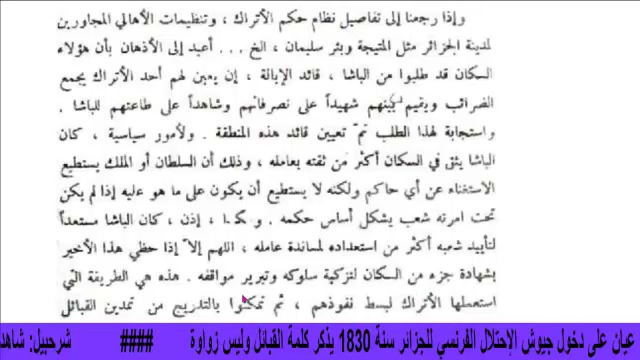 وإذا رجعنا إلى تفاصيل نظام حكم الأتراك ، وتنظيمات الأهالي المجاورين
لمدينة الجزائر مثل المتيجة وبئر سليمان ، الخ . . . أعيد إلى الأذهان بأن هؤلاء
السكان قد طلبوا من الباشا ، قائد الإيالة ، إن يعين لهم أحد الأتراك يجمع
الضرائب ويقيم بينهم شهيداً على تصرفاتهم وشاهداً على طاعتهم للباشا .
واستجابة لهذا الطلب تمّ تعيين قائد هذه المنطقة . ولأمور سياسية ، كان
الباشا يثق في السكان أكثر من ثقته بعامله ، وذلك أن السلطان أو الملك يستطيع
الاستغناء عن أي حاكم ولكنه لا يستطيع أن يكون على ما هو عليه إذا لم يكن
تحت امرته شعب يشكل أساس حكمه . وهكذا ، إذن ، كان الباشا مستعداً
لتأييد شعبه أكثر من استعداده لمساندة عامله ، اللهم إلاّ إذا حظي هذا الأخير
بشهادة جزء من السكان لتزكية سلوكه وتبرير مواقفه . هذه هي الطريقة التي
استعملها الأتراك لبسط نفوذهم ، ثم تمكنوا بالتدريج من تمدين القبائل
عيان على دخول جيوش الاحتلال الفرنسي للجزائر سنة 1830 يذكر كلمة القبائل وليس زواوة #### شرحبيل: شاهد